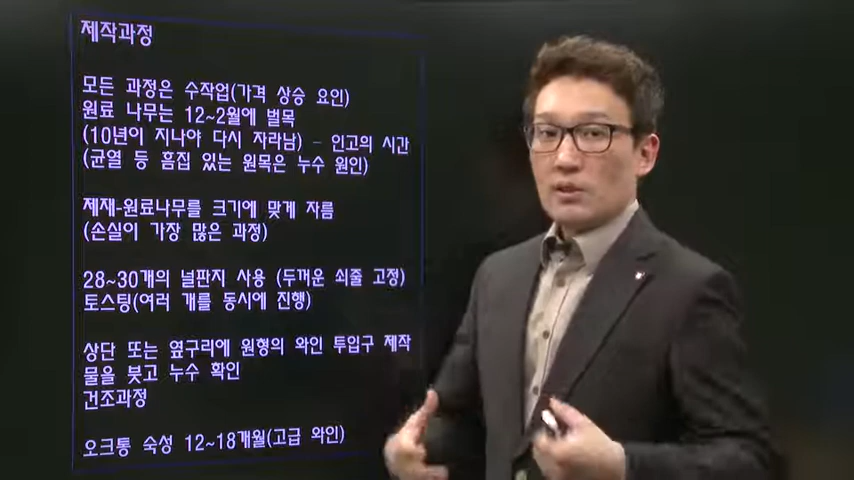 제작과정
모든 과정은 수작업(가격 상승 요인)
원료 나무는 12~2월에 벌목
(10년이 지나야 다시 자라남) - 인고의 시간
(균열 등 흠집 있는 원목은 누수 원인)
제재-원료나무를 크기에 맞게 자름
(손실이 가장 많은 과정)
28~30개의 널판지 사용 (두꺼운 쇠줄 고정)
토스팅(여러 개를 동시에 진행)
상단 또는 옆구리에 원형의 와인 투입구 제작
물을 붓고 누수 확인
건조과정
오크통 숙성 12~18개월(고급 와인)